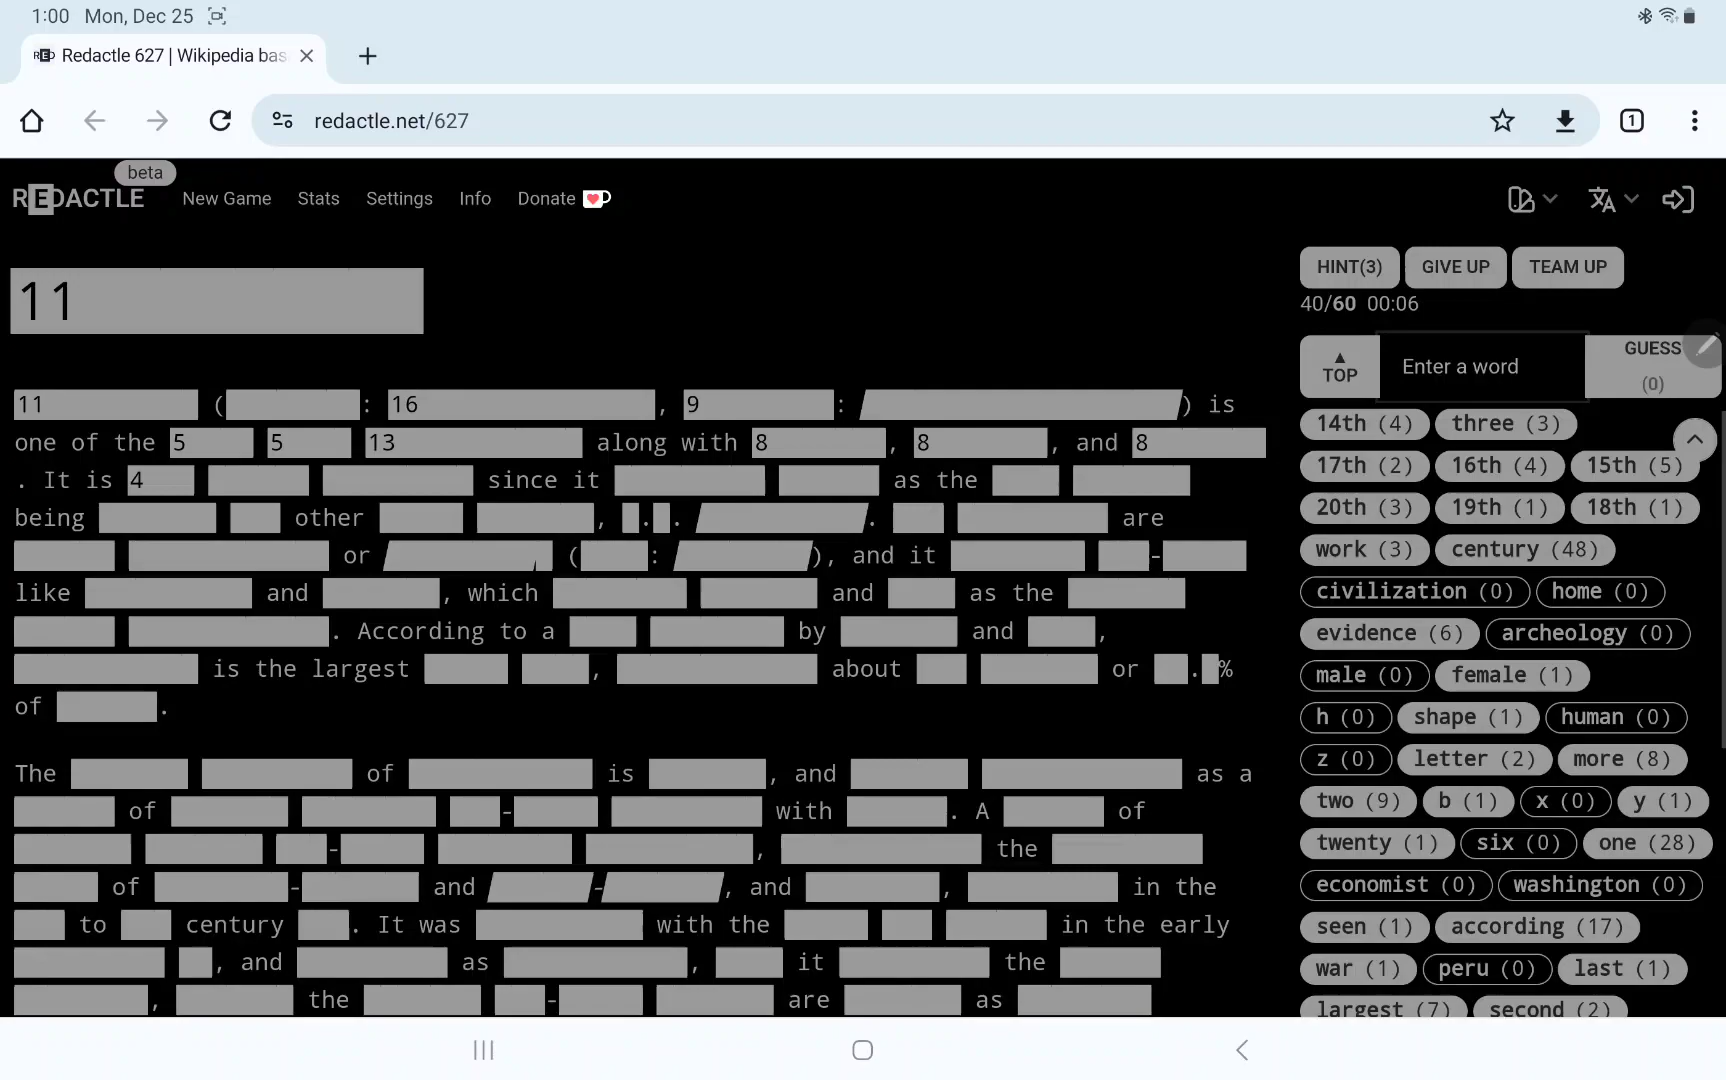 1:00 Mon, Dec 25
RED Redactle 627 | Wikipedia bas
redactle.net/627
1
beta
REDACTLE New Game Stats Settings Info Donate
HINT(3) GIVE UP TEAM UP
40/60 00:06
11
▲ TOP Enter a word GUESS (0)
11 ( : 16 , 9 : ) is
one of the 5 5 13 along with 8 , 8 , and 8
. It is 4 since it as the
being other , . . . are
or ( : ), and it -
like and , which and as the
. According to a by and ,
is the largest , about or . %
of .
The of is , and as a
of - with . A of
- , the
of - and - , and , in the
to century . It was with the in the early
, and as , it the
, the - are as
14th (4) three (3)
17th (2) 16th (4) 15th (5)
20th (3) 19th (1) 18th (1)
work (3) century (48)
civilization (0) home (0)
evidence (6) archeology (0)
male (0) female (1)
h (0) shape (1) human (0)
z (0) letter (2) more (8)
two (9) b (1) x (0) y (1)
twenty (1) six (0) one (28)
economist (0) washington (0)
seen (1) according (17)
war (1) peru (0) last (1)
largest (7) second (2)